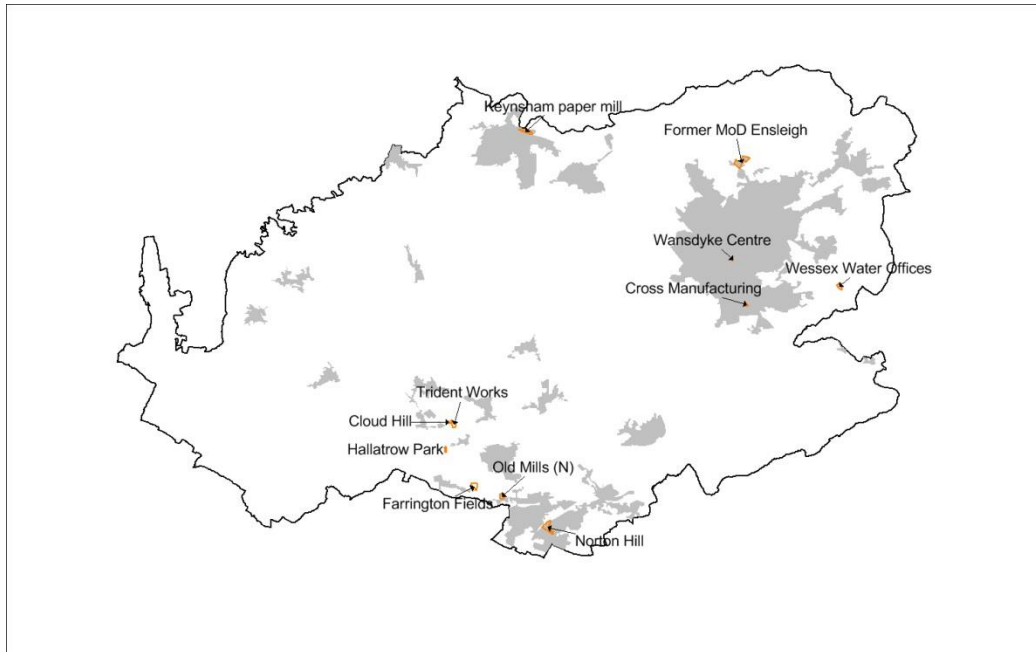 Keynsham paper mill
Former MoD Ensleigh
Wansdyke Centre
Wessex Water Offices
Cross Manufacturing
Trident Works
Cloud Hill
Hallatrow Park
Old Mills (N)
Farrington Fields
Norton Hill